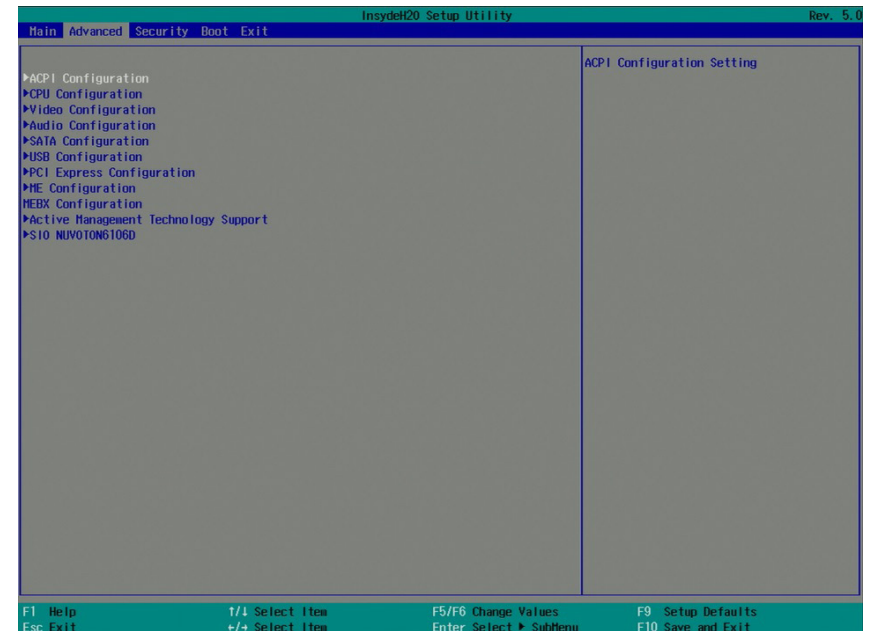 InsydeH20 Setup Utility Rev. 5.0
Main Advanced Security Boot Exit
ACPI Configuration Setting
▶ACPI Configuration
▶CPU Configuration
▶Video Configuration
▶Audio Configuration
▶SATA Configuration
▶USB Configuration
▶PCI Express Configuration
▶ME Configuration
MEBX Configuration
▶Active Management Technology Support
▶SIO NUVOTON6106D
F1 Help ↑/↓ Select Item F5/F6 Change Values F9 Setup Defaults
Esc Exit ←/→ Select Item Enter Select ▶ SubMenu F10 Save and Exit